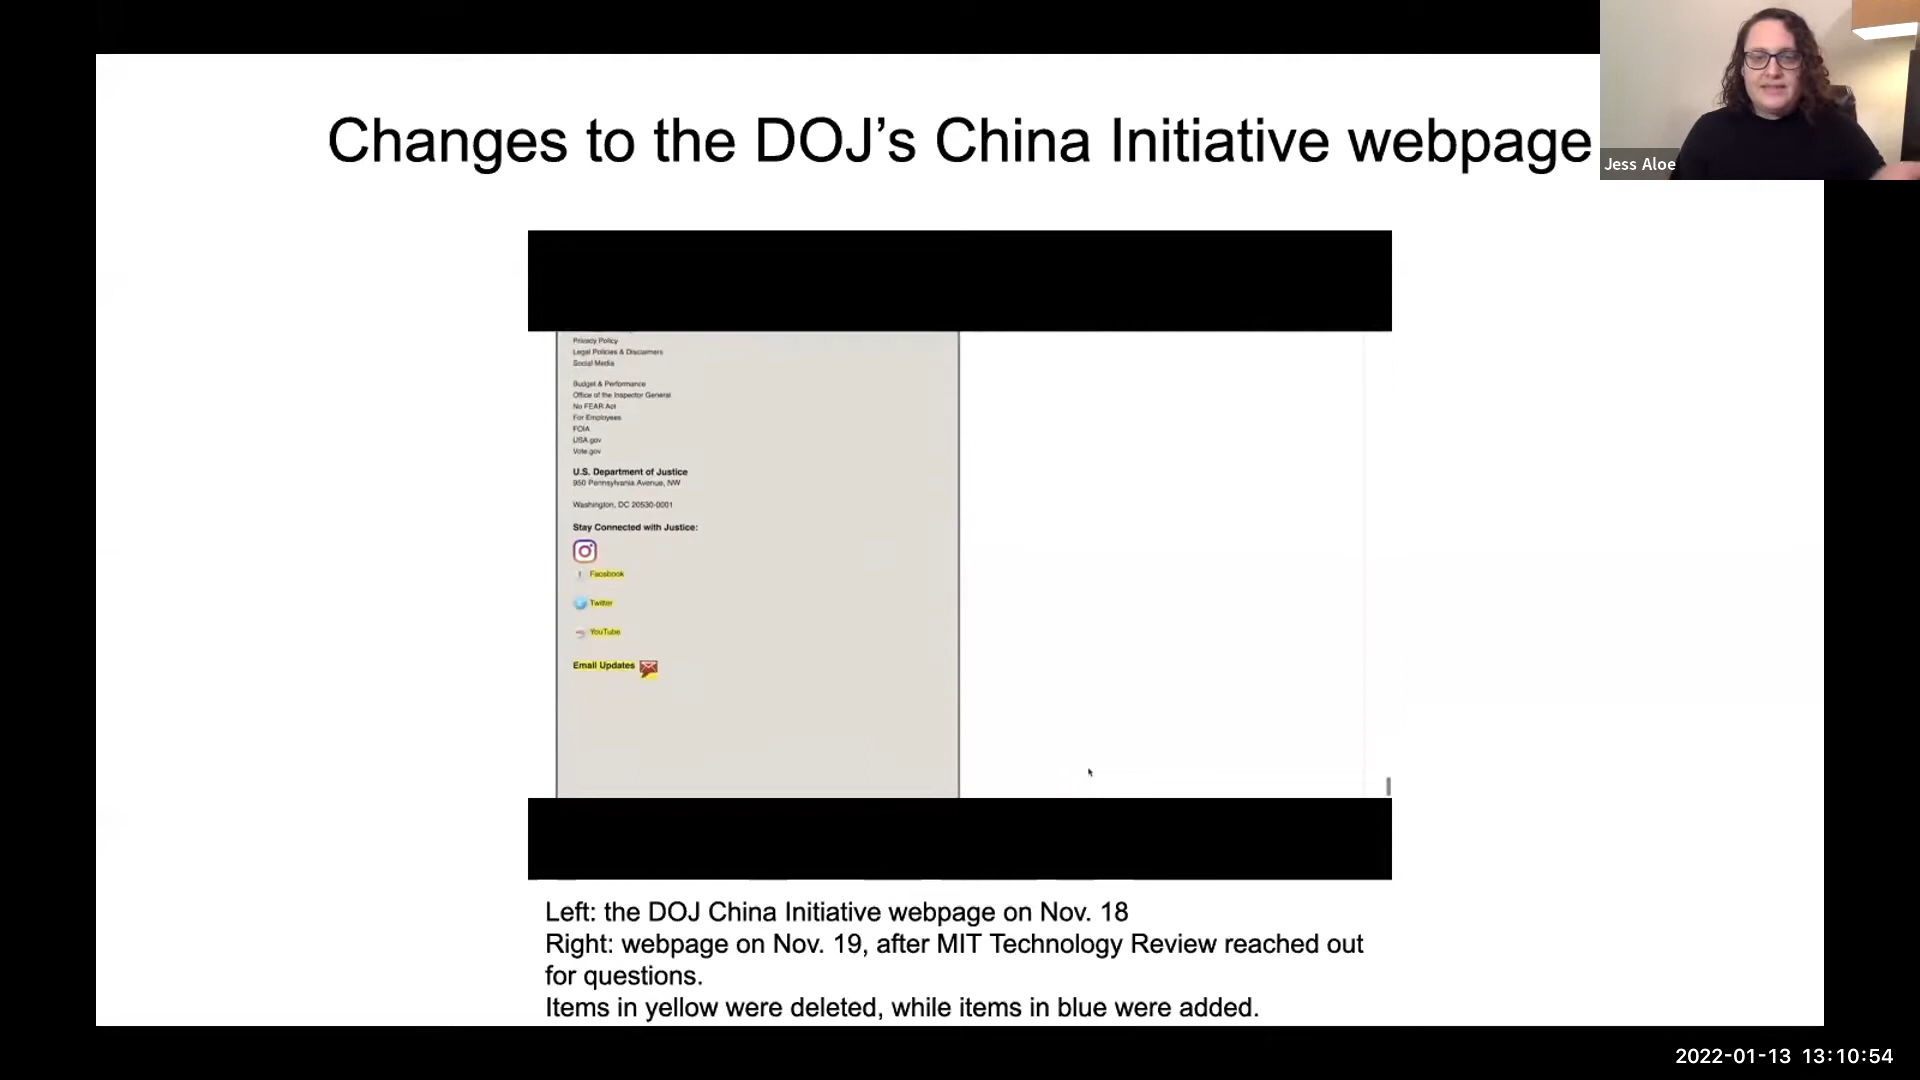 Changes to the DOJ's China Initiative webpage
Jess Aloe
Privacy Policy
Legal Policies & Disclaimers
Social Media
Budget & Performance
Office of the Inspector General
No FEAR Act
For Employees
FOIA
USA.gov
Vote.gov
U.S. Department of Justice
950 Pennsylvania Avenue, NW
Washington, DC 20530-0001
Stay Connected with Justice:
Facebook
Twitter
YouTube
Email Updates
Left: the DOJ China Initiative webpage on Nov. 18
Right: webpage on Nov. 19, after MIT Technology Review reached out
for questions.
Items in yellow were deleted, while items in blue were added.
2022-01-13 13:10:54